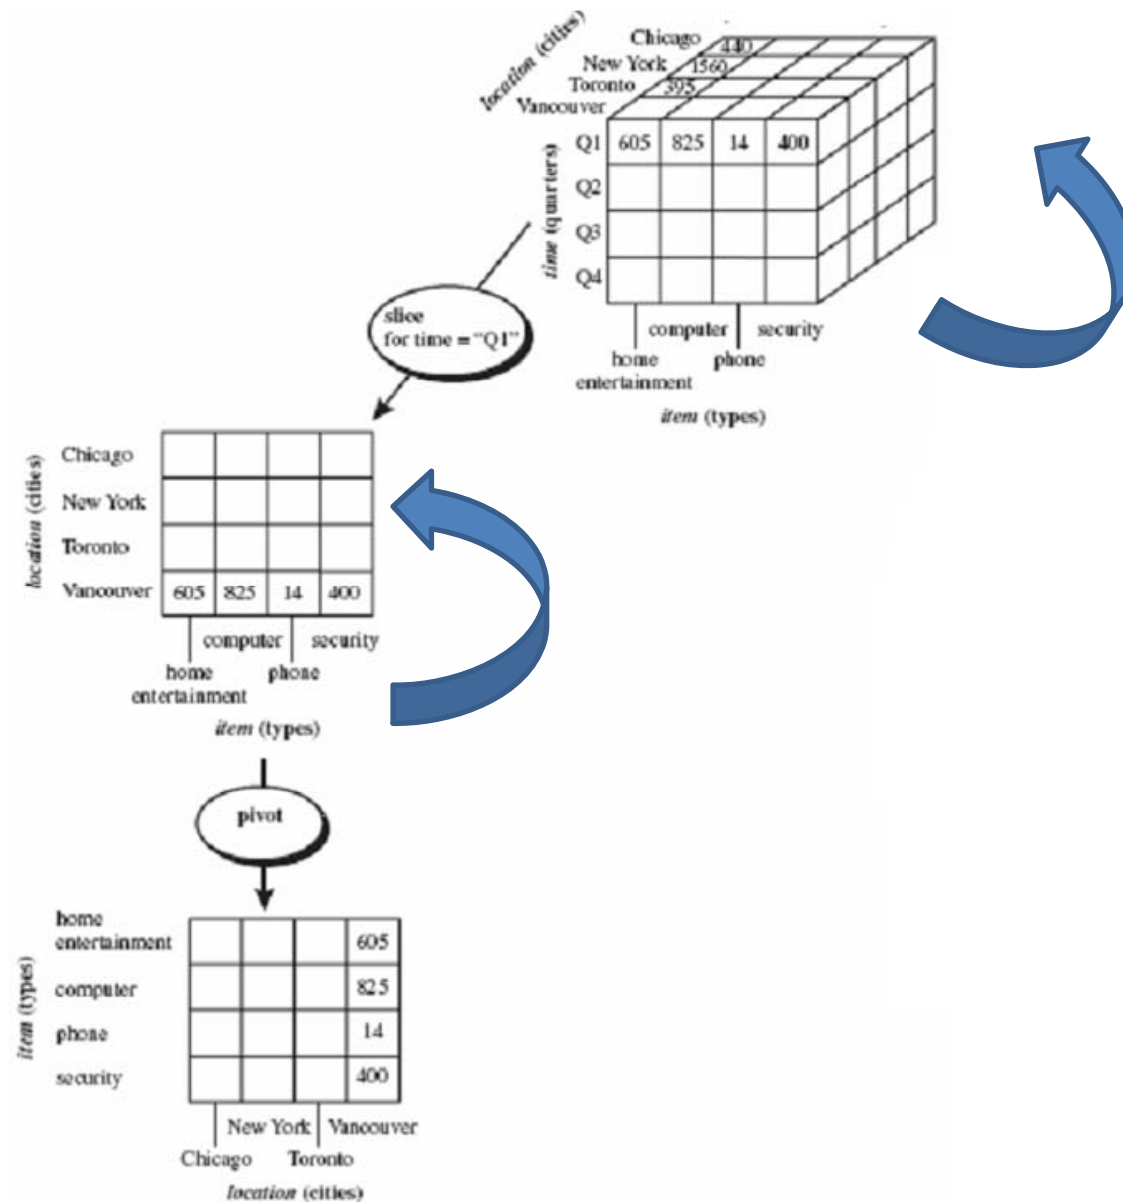 location (cities)
Chicago 440
New York 1560
Toronto 395
Vancouver
time (quarters)
Q1 605 825 14 400
Q2
Q3
Q4
computer security
home phone
entertainment
item (types)
slice
for time = “Q1”
location (cities)
Chicago
New York
Toronto
Vancouver 605 825 14 400
computer security
home phone
entertainment
item (types)
pivot
item (types)
home
entertainment 605
computer 825
phone 14
security 400
New York Vancouver
Chicago Toronto
location (cities)